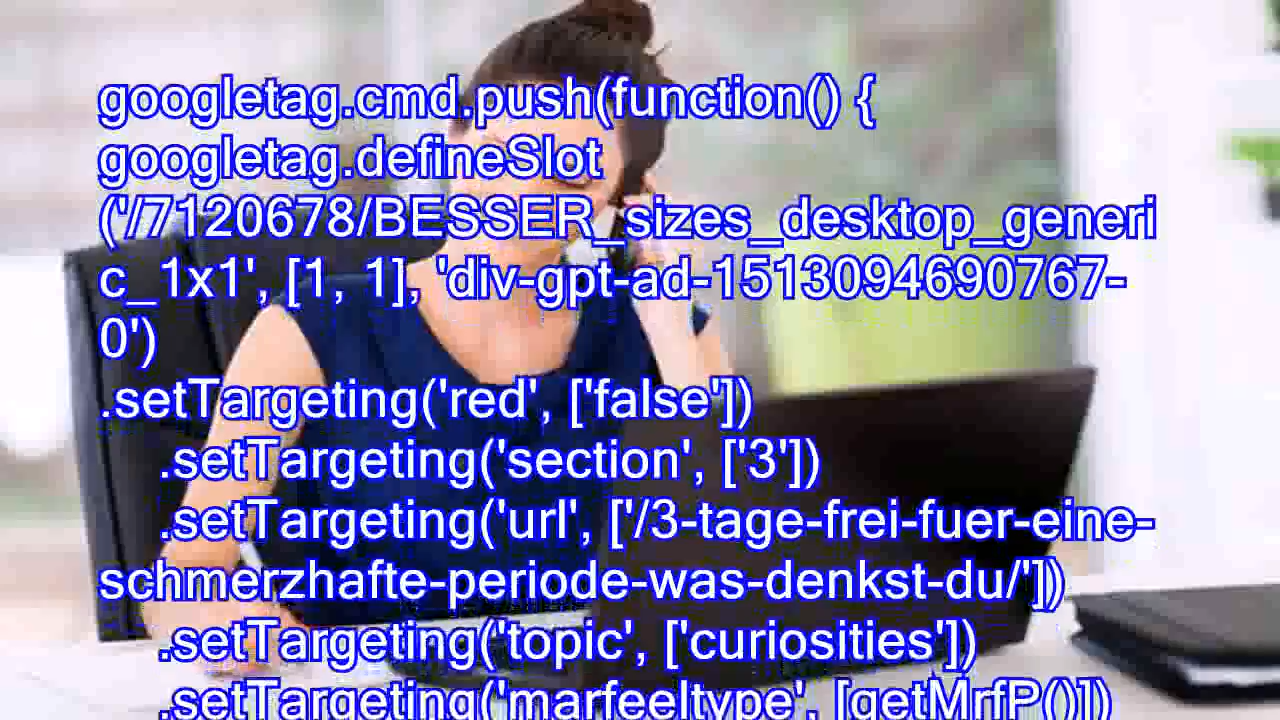 googletag.cmd.push(function() {
googletag.defineSlot
('/7120678/BESSER_sizes_desktop_generi
c_1x1', [1, 1], 'div-gpt-ad-1513094690767-
0')
.setTargeting('red', ['false'])
.setTargeting('section', ['3'])
.setTargeting('url', ['/3-tage-frei-fuer-eine-
schmerzhafte-periode-was-denkst-du/'])
.setTargeting('topic', ['curiosities'])
.setTargeting('marfeeltype', [getMrfP()])